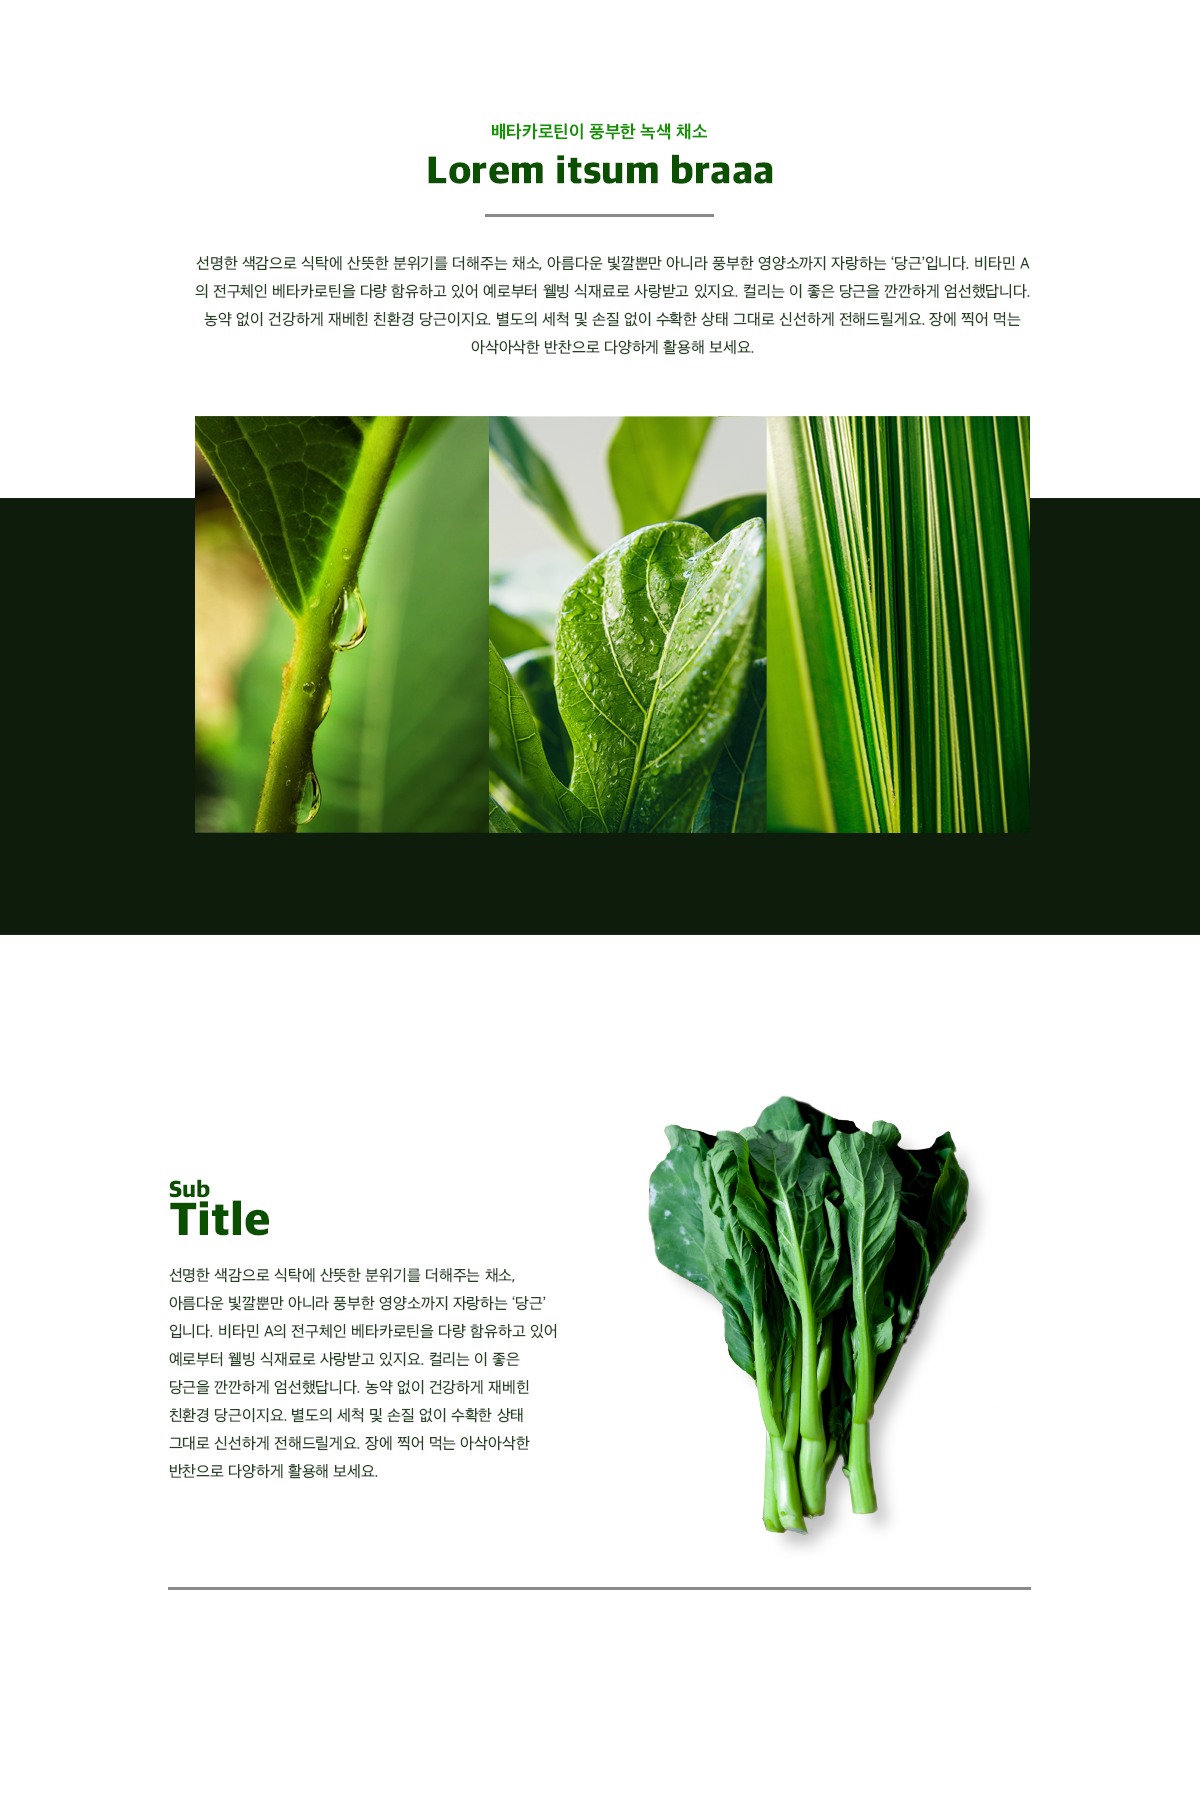 배타카로틴이 풍부한 녹색 채소
Lorem itsum braaa
선명한 색감으로 식탁에 산뜻한 분위기를 더해주는 채소, 아름다운 빛깔뿐만 아니라 풍부한 영양소까지 자랑하는 ‘당근’입니다. 비타민 A
의 전구체인 베타카로틴을 다량 함유하고 있어 예로부터 웰빙 식재료로 사랑받고 있지요. 컬리는 이 좋은 당근을 깐깐하게 엄선했답니다.
농약 없이 건강하게 재베힌 친환경 당근이지요. 별도의 세척 및 손질 없이 수확한 상태 그대로 신선하게 전해드릴게요. 장에 찍어 먹는
아삭아삭한 반찬으로 다양하게 활용해 보세요.
Sub
Title
선명한 색감으로 식탁에 산뜻한 분위기를 더해주는 채소,
아름다운 빛깔뿐만 아니라 풍부한 영양소까지 자랑하는 ‘당근’
입니다. 비타민 A의 전구체인 베타카로틴을 다량 함유하고 있어
예로부터 웰빙 식재료로 사랑받고 있지요. 컬리는 이 좋은
당근을 깐깐하게 엄선했답니다. 농약 없이 건강하게 재베힌
친환경 당근이지요. 별도의 세척 및 손질 없이 수확한 상태
그대로 신선하게 전해드릴게요. 장에 찍어 먹는 아삭아삭한
반찬으로 다양하게 활용해 보세요.